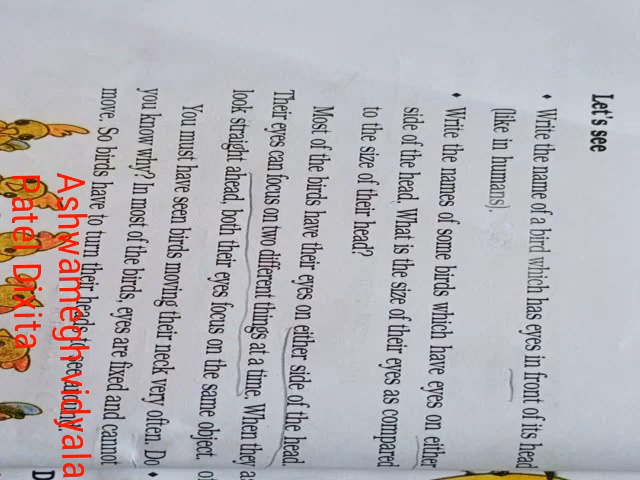 Let's see
♦ Write the name of a bird which has eyes in front of its head
(like in humans).
♦ Write the names of some birds which have eyes on either
side of the head. What is the size of their eyes as compared
to the size of their head?
Most of the birds have their eyes on either side of the head.
Their eyes can focus on two different things at a time. When they
look straight ahead, both their eyes focus on the same object.
You must have seen birds moving their neck very often. Do
you know why? In most of the birds, eyes are fixed and cannot
move. So birds have to turn their heads to see around.
Ashwamegh vidyala
Patel Dixita